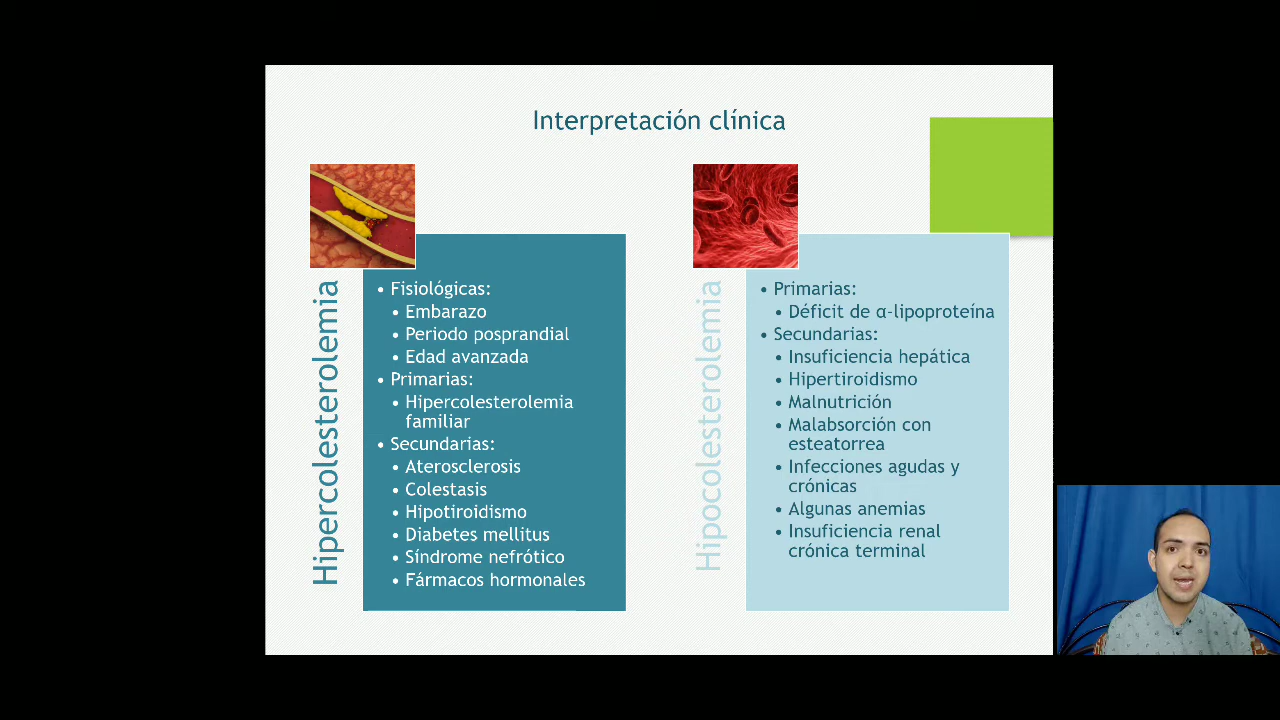 Interpretación clínica
Hipercolesterolemia
• Fisiológicas:
• Embarazo
• Periodo posprandial
• Edad avanzada
• Primarias:
• Hipercolesterolemia
familiar
• Secundarias:
• Aterosclerosis
• Colestasis
• Hipotiroidismo
• Diabetes mellitus
• Síndrome nefrótico
• Fármacos hormonales
Hipocolesterolemia
• Primarias:
• Déficit de α-lipoproteína
• Secundarias:
• Insuficiencia hepática
• Hipertiroidismo
• Malnutrición
• Malabsorción con
esteatorrea
• Infecciones agudas y
crónicas
• Algunas anemias
• Insuficiencia renal
crónica terminal